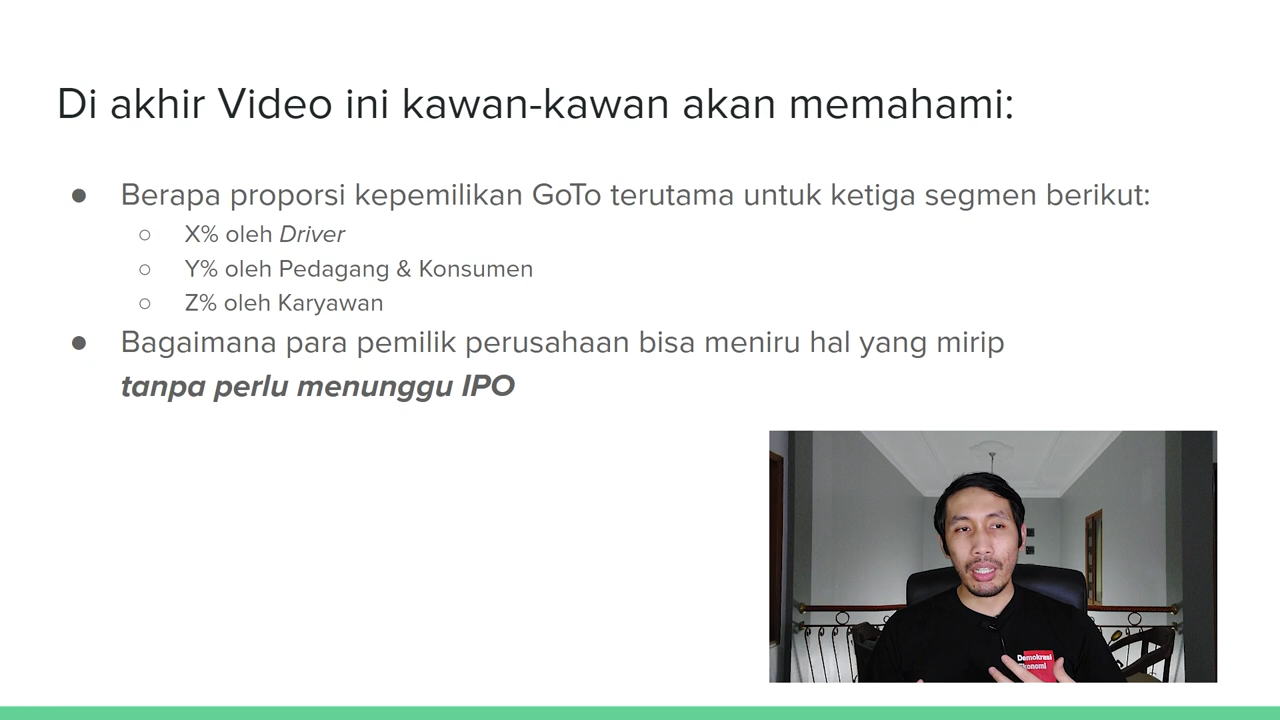 Di akhir Video ini kawan-kawan akan memahami:
● Berapa proporsi kepemilikan GoTo terutama untuk ketiga segmen berikut:
○ X% oleh Driver
○ Y% oleh Pedagang & Konsumen
○ Z% oleh Karyawan
● Bagaimana para pemilik perusahaan bisa meniru hal yang mirip
tanpa perlu menunggu IPO
Demokrasi
Ekonomi